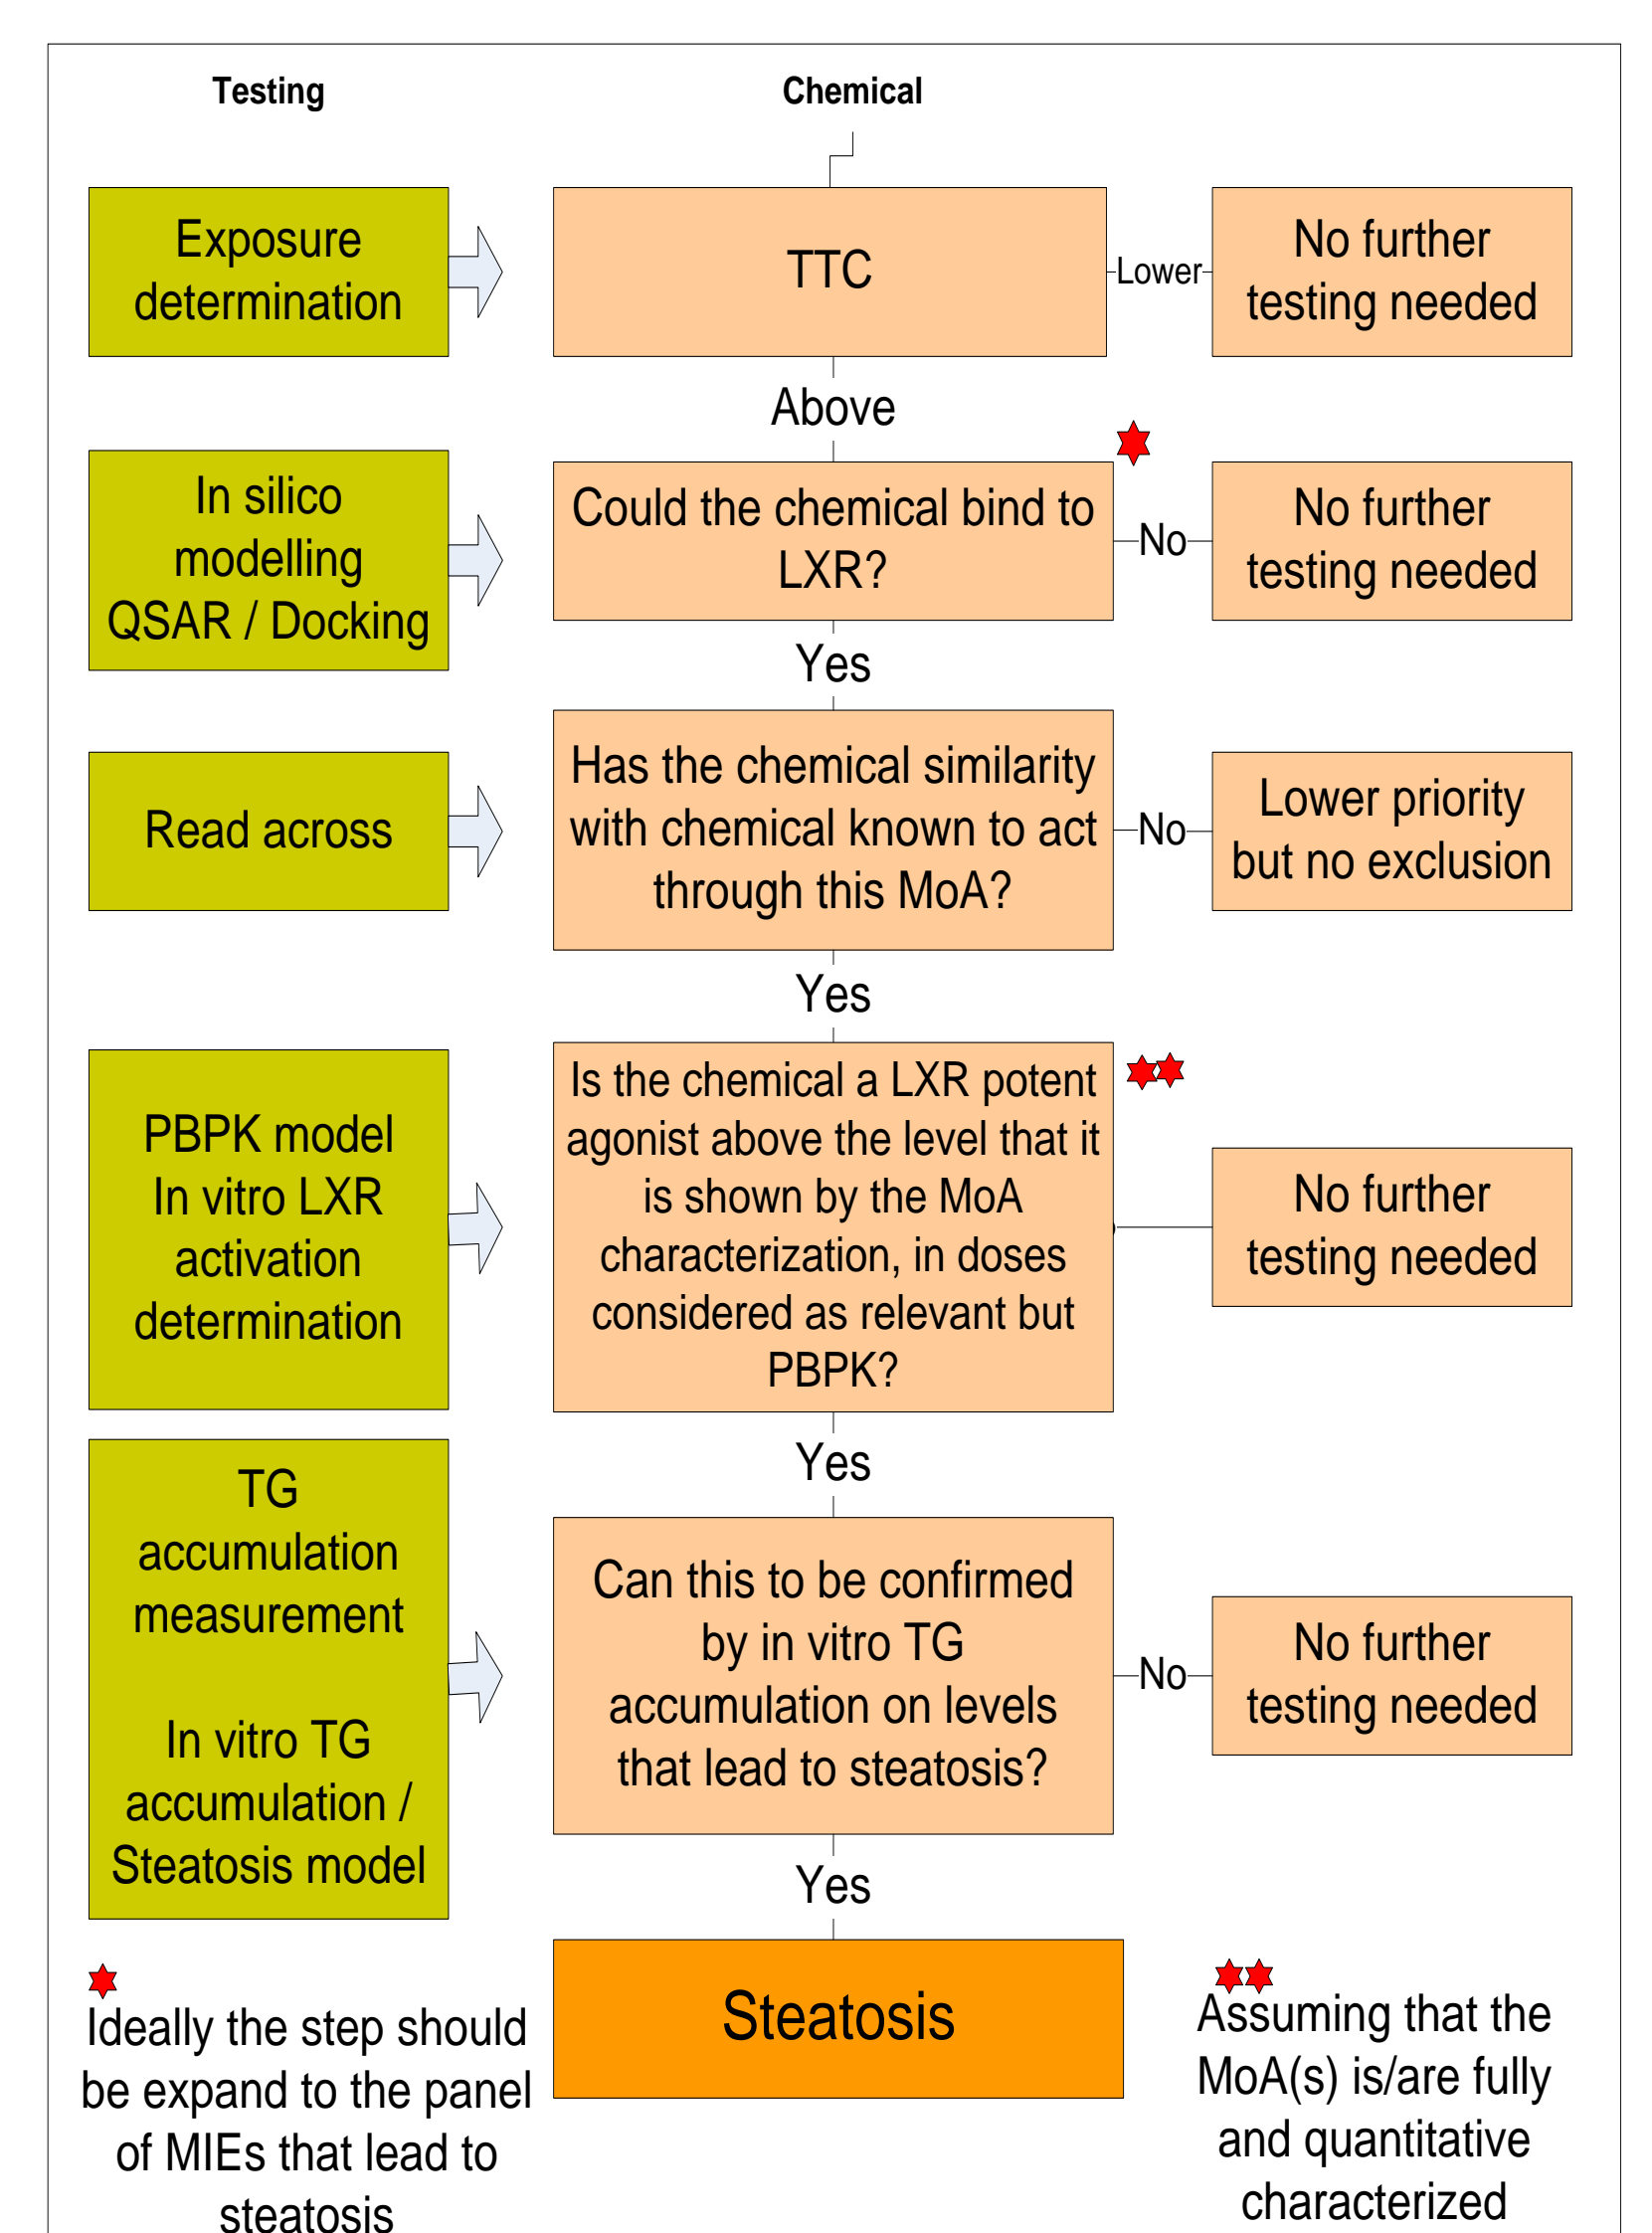 Testing
Chemical
Exposure
determination
TTC
Lower
No further
testing needed
Above
In silico
modelling
QSAR / Docking
Could the chemical bind to
LXR?
No
No further
testing needed
Yes
Read across
Has the chemical similarity
with chemical known to act
through this MoA?
No
Lower priority
but no exclusion
Yes
PBPK model
In vitro LXR
activation
determination
Is the chemical a LXR potent
agonist above the level that it
is shown by the MoA
characterization, in doses
considered as relevant but
PBPK?
No further
testing needed
Yes
TG
accumulation
measurement
In vitro TG
accumulation /
Steatosis model
Can this to be confirmed
by in vitro TG
accumulation on levels
that lead to steatosis?
No
No further
testing needed
Yes
Steatosis
Ideally the step should
be expand to the panel
of MIEs that lead to
steatosis
Assuming that the
MoA(s) is/are fully
and quantitative
characterized